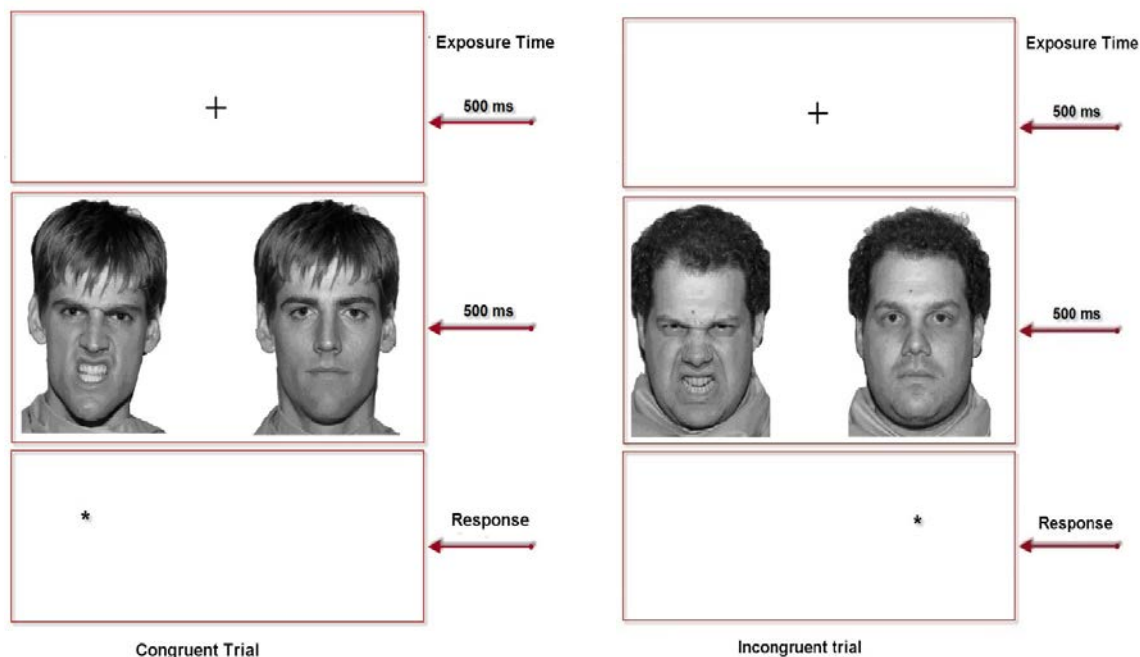 Exposure Time
500 ms
500 ms
*
Response
Congruent Trial
Exposure Time
500 ms
500 ms
*
Response
Incongruent trial